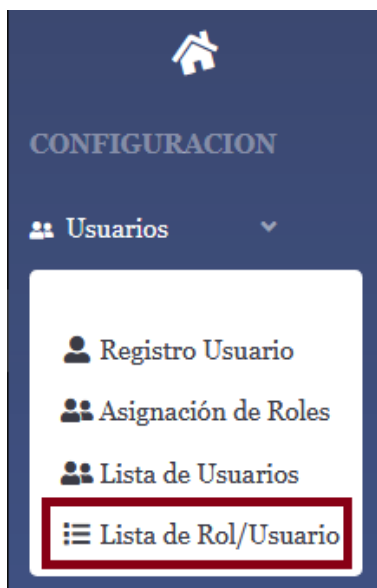 CONFIGURACION
Usuarios
Registro Usuario
Asignación de Roles
Lista de Usuarios
Lista de Rol/Usuario